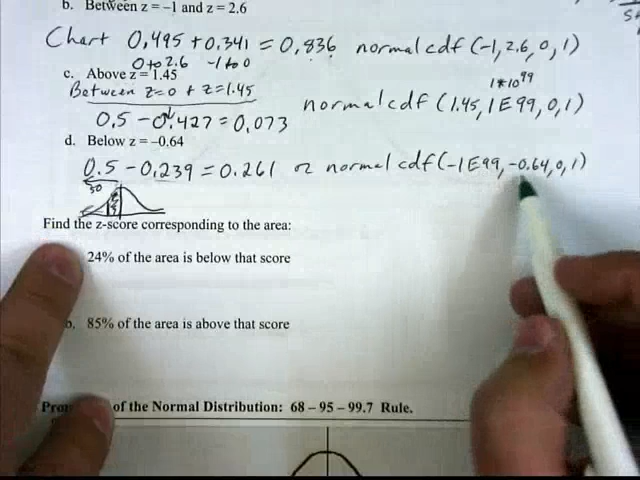 b. Between z = –1 and z = 2.6
Chart 0.495 + 0.341 = 0.836 normalcdf(-1, 2.6, 0, 1)
0 to 2.6 -1 to 0
c. Above z = 1.45
Between z=0 + z=1.45
1*10^99
normalcdf(1.45, 1E99, 0, 1)
0.5 - 0.427 = 0.073
d. Below z = –0.64
0.5 - 0.239 = 0.261 or normalcdf(-1E99, -0.64, 0, 1)
50
Find the z-score corresponding to the area:
24% of the area is below that score
b. 85% of the area is above that score
of the Normal Distribution: 68 – 95 – 99.7 Rule.